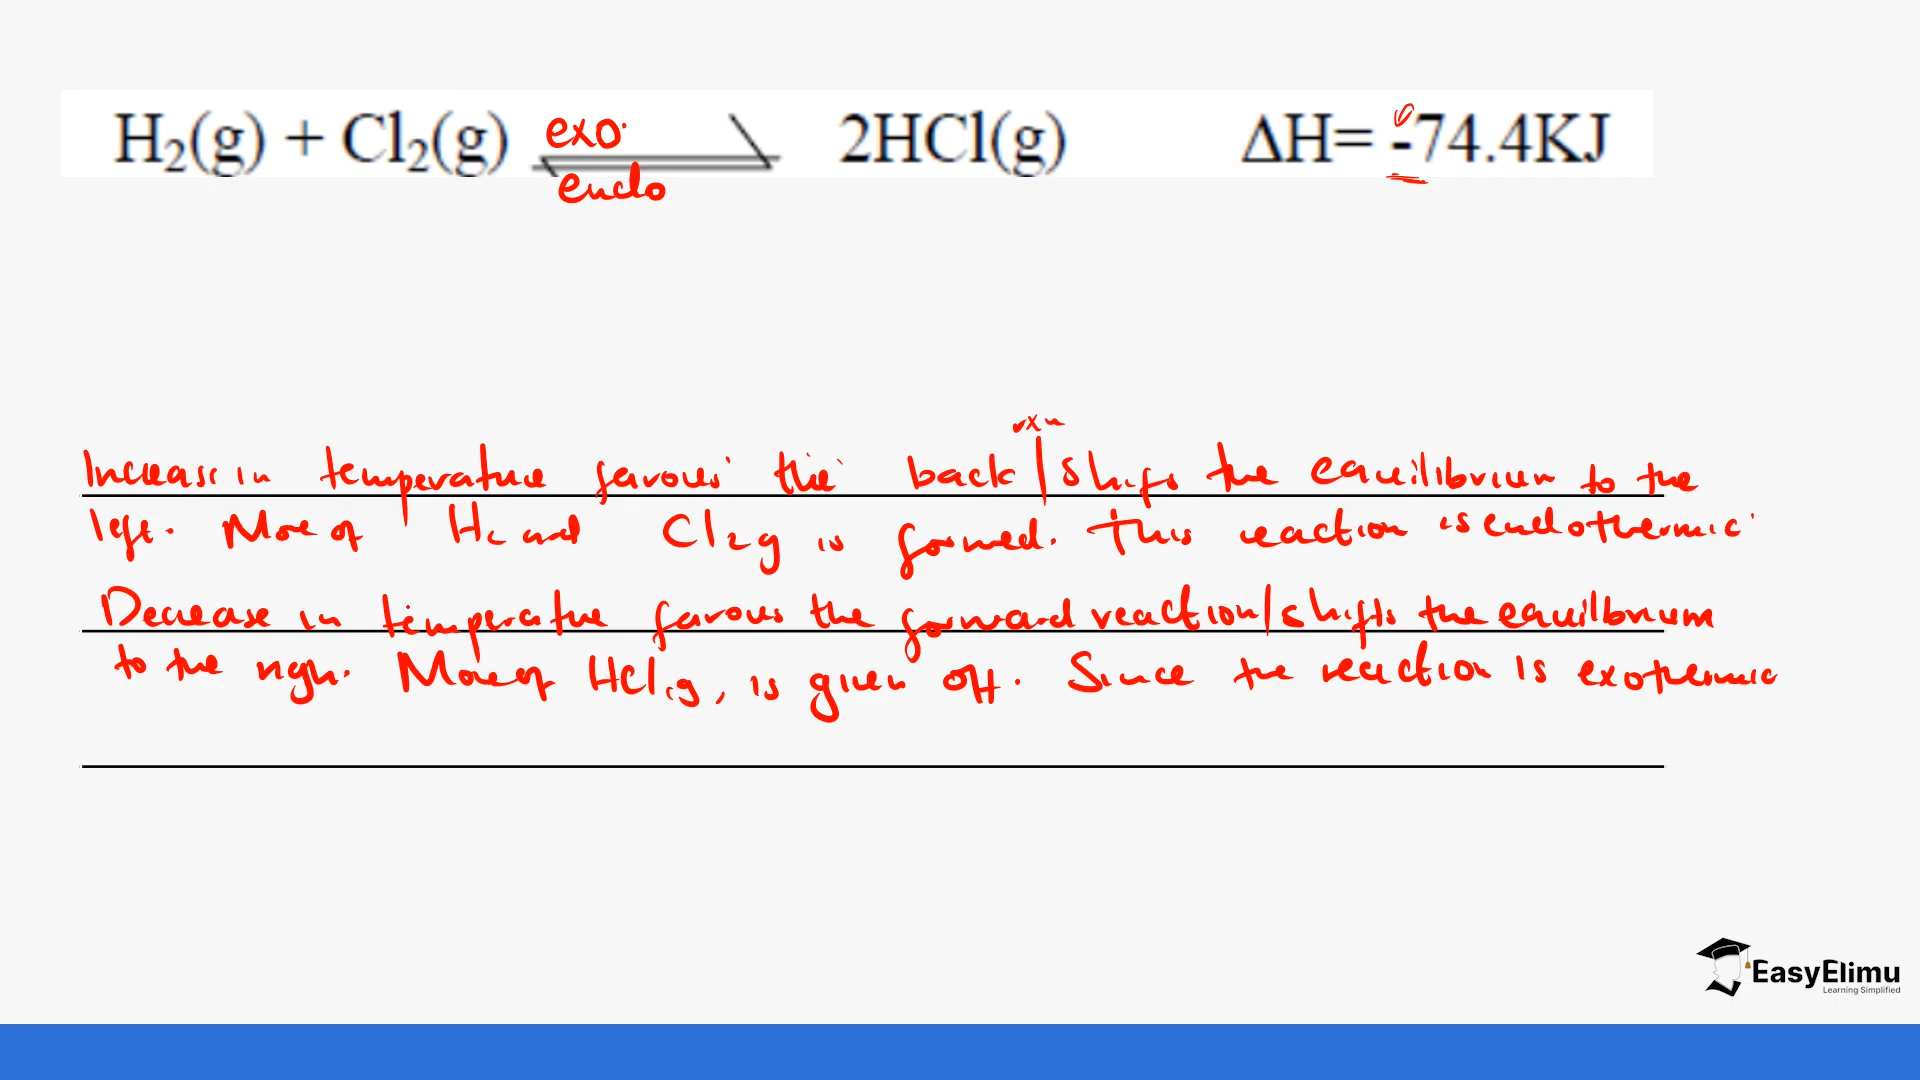 H₂(g) + Cl₂(g) exo. 2HCl(g) ΔH= -74.4KJ
endo
rxn
Increase in temperature favours the back / shifts the equilibrium to the
left. More of H₂ and Cl₂g is formed. This reaction is endothermic.
Decrease in temperature favours the forward reaction/shifts the equilibrium
to the righ. More of HCl,g, is given off. Since the reaction is exothermic
EasyElimu
Learning Simplified